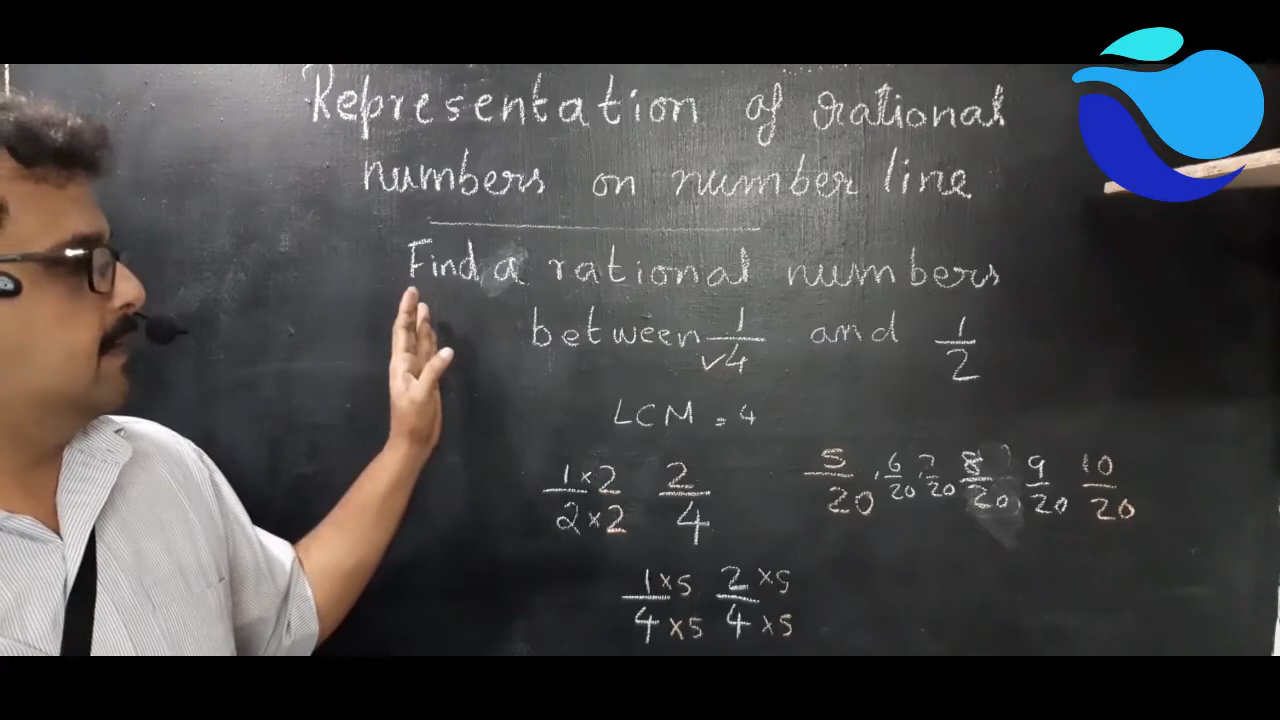 Representation of rational
numbers on number line
Find a rational numbers
between 1/√4 and 1/2
LCM = 4
1×2/2×2 2/4
5/20, 6/20, 7/20, 8/20, 9/20 10/20
1×5/4×5 2×5/4×5